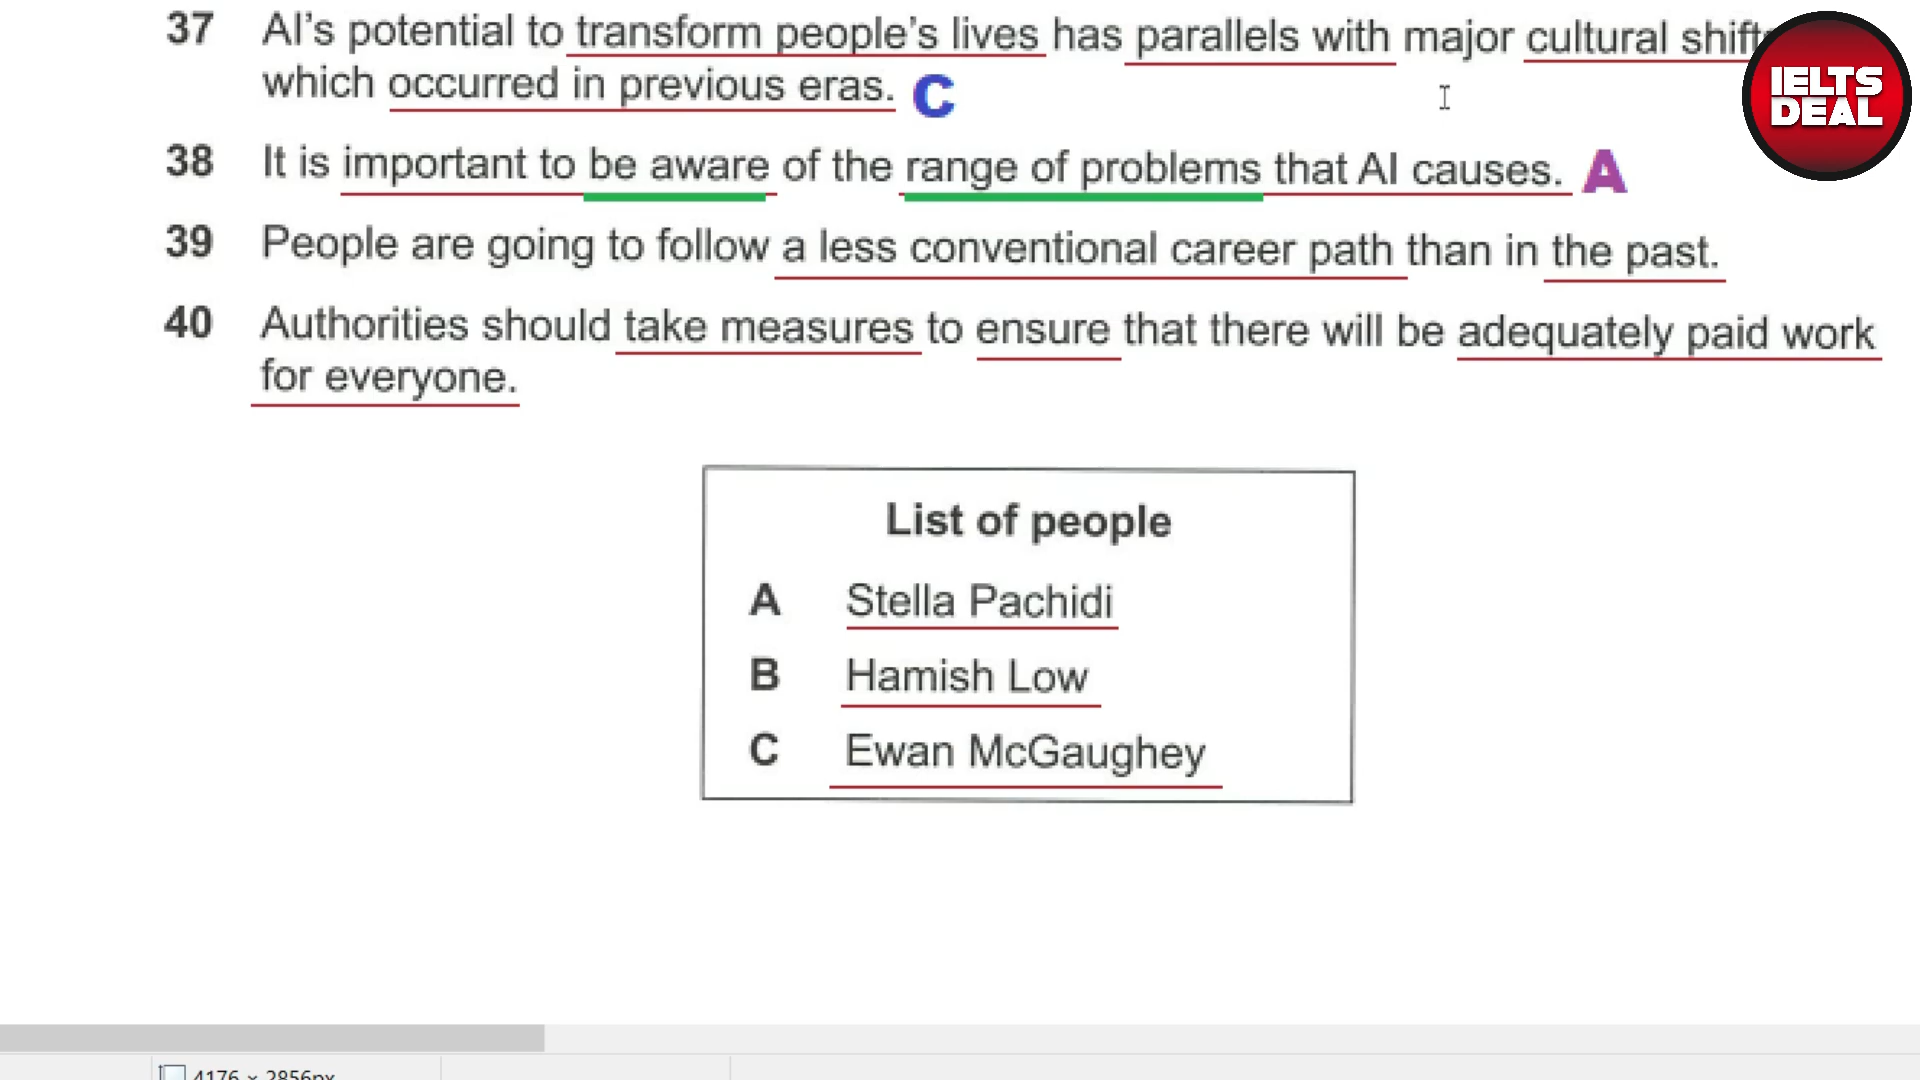 37 AI's potential to transform people's lives has parallels with major cultural shifts
which occurred in previous eras. C
38 It is important to be aware of the range of problems that AI causes. A
39 People are going to follow a less conventional career path than in the past.
40 Authorities should take measures to ensure that there will be adequately paid work
for everyone.
List of people
A Stella Pachidi
B Hamish Low
C Ewan McGaughey
IELTS
DEAL
4176 × 2856px